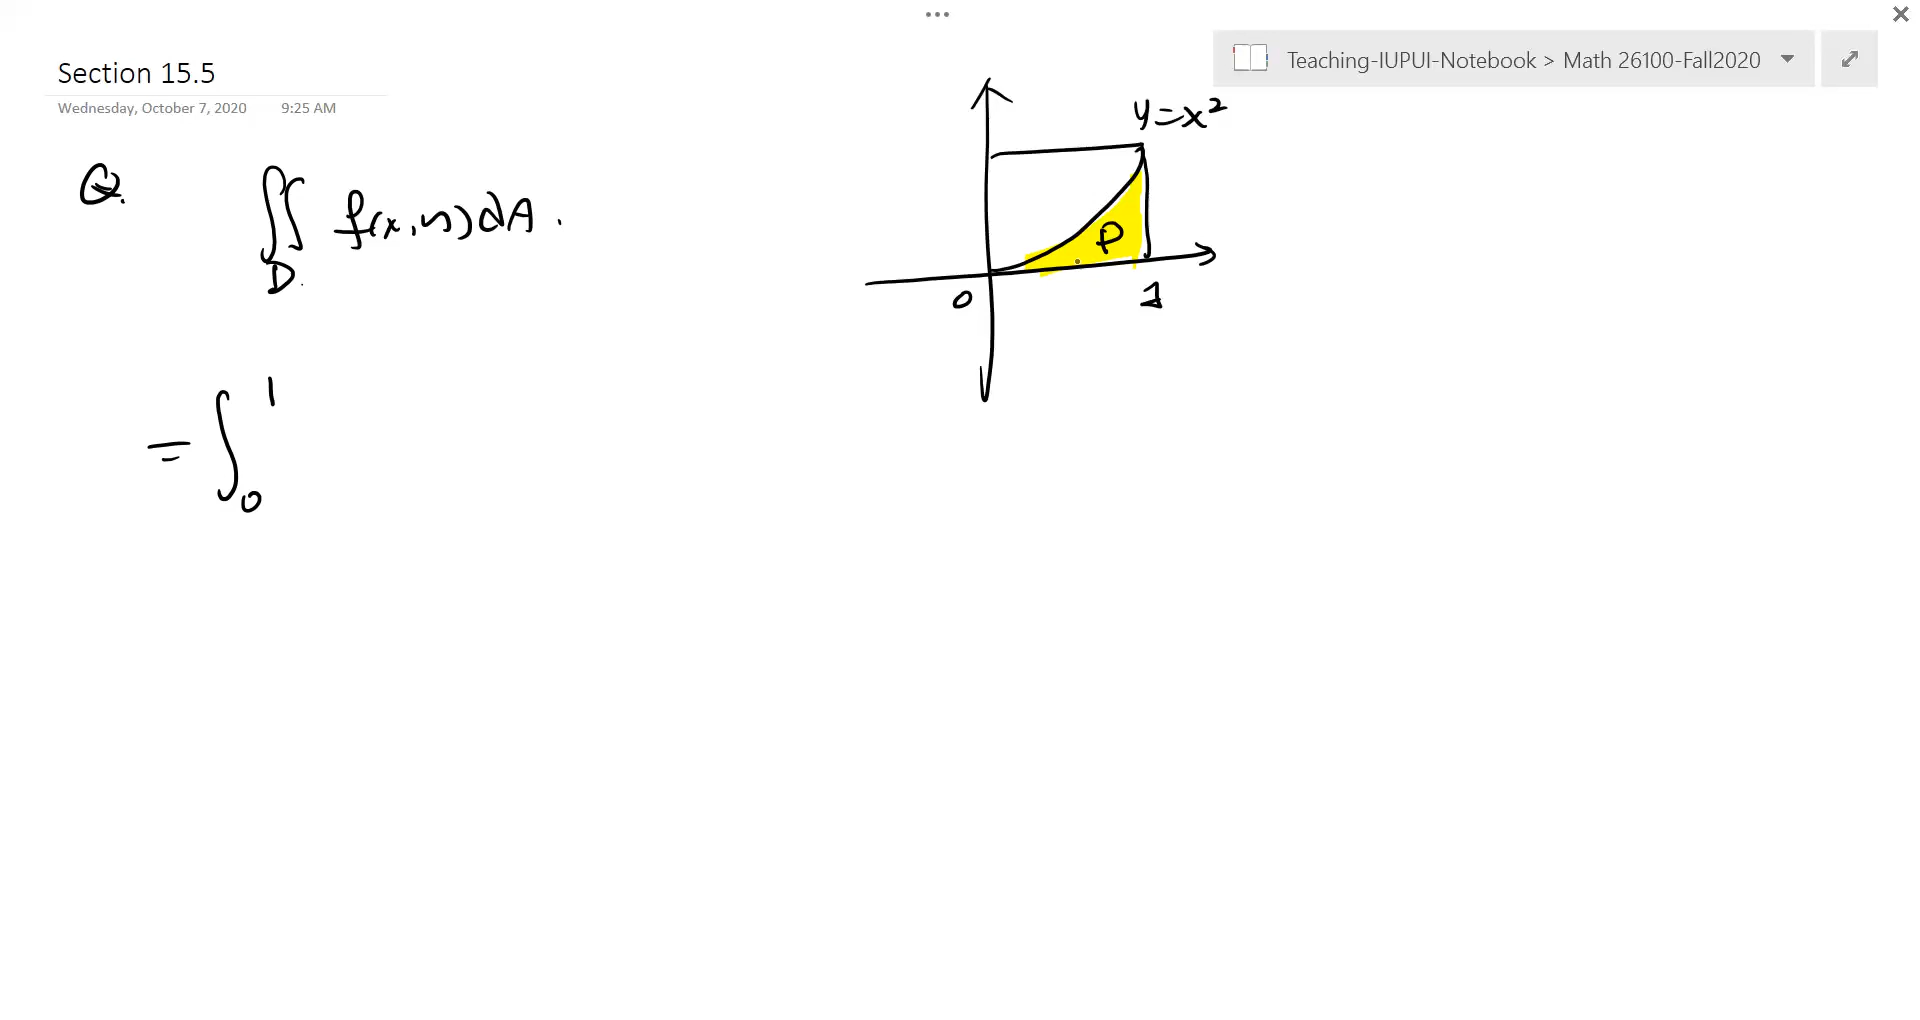 Teaching-IUPUI-Notebook > Math 26100-Fall2020
Section 15.5
Wednesday, October 7, 2020 9:25 AM
y=x²
Q. ∬_D f(x,y)dA.
D
0 1
= ∫_0^1